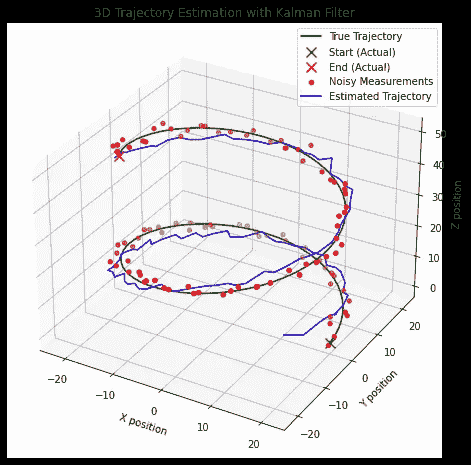 3D Trajectory Estimation with Kalman Filter
True Trajectory
Start (Actual)
End (Actual)
Noisy Measurements
Estimated Trajectory
50
40
30
20
10
0
Z position
20
10
0
−10
−20
Y position
−20
−10
0
10
20
X position